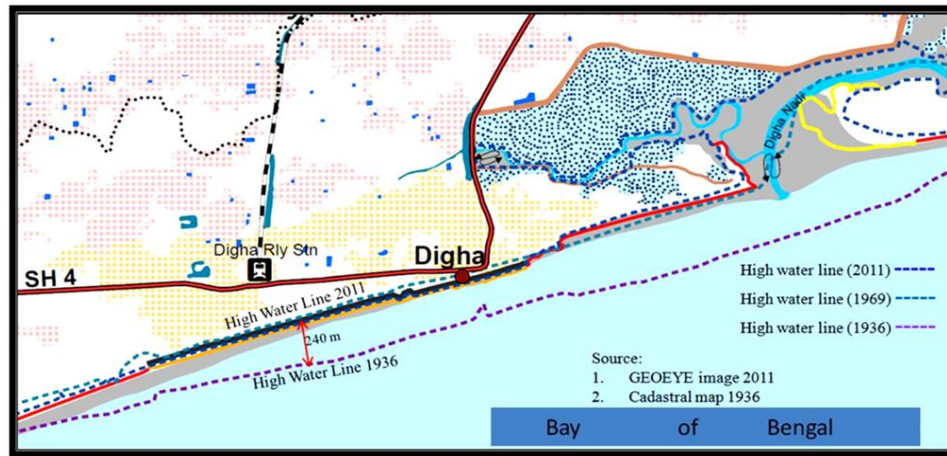 Digha Nadi
Digha Rly Stn
Digha
SH 4
High Water Line 2011
240 m
High Water Line 1936
High water line (2011)
High water line (1969)
High water line (1936)
Source:
1. GEOEYE image 2011
2. Cadastral map 1936
Bay of Bengal